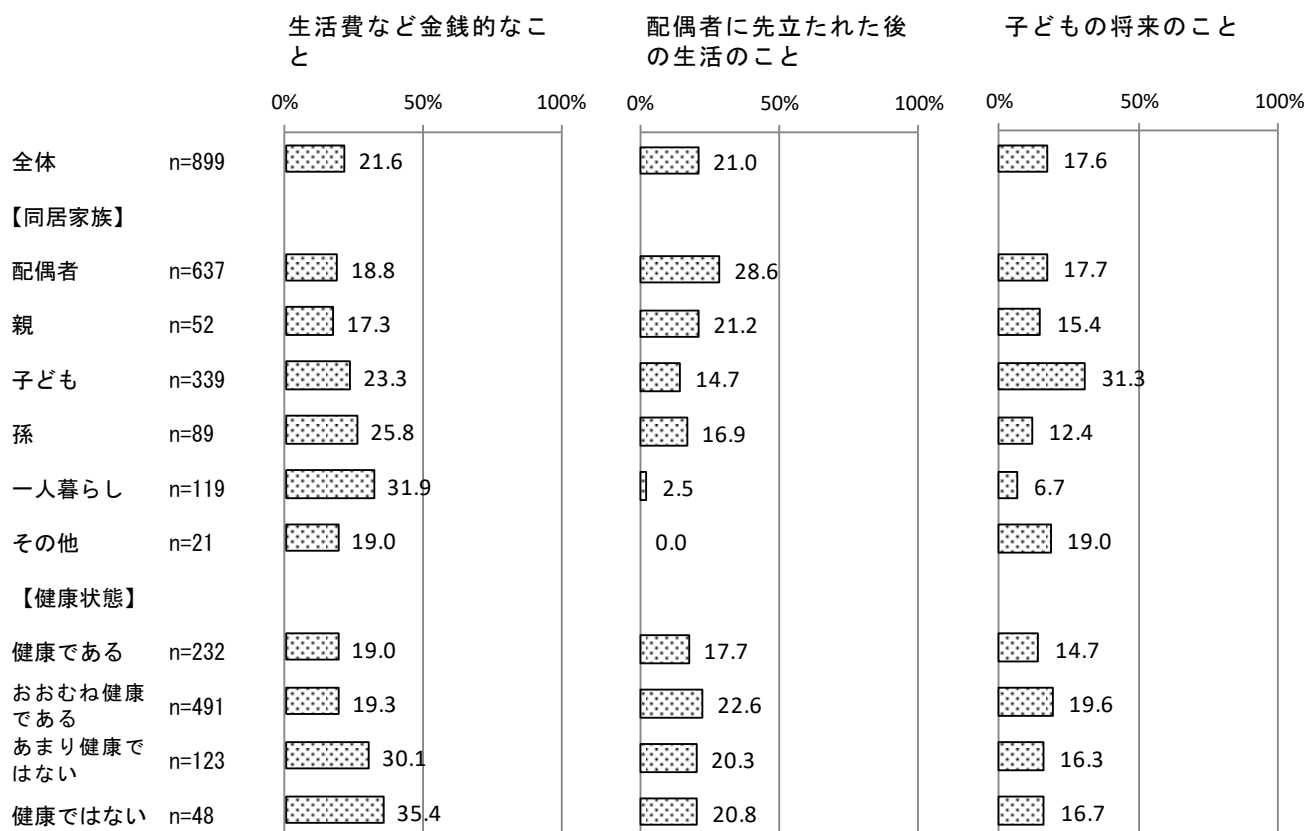 生活費など金銭的なこ
と
配偶者に先立たれた後
の生活のこと
子どもの将来のこと
0% 50% 100% 0% 50% 100% 0% 50% 100%
全体 n=899 21.6 21.0 17.6
【同居家族】
配偶者 n=637 18.8 28.6 17.7
親 n=52 17.3 21.2 15.4
子ども n=339 23.3 14.7 31.3
孫 n=89 25.8 16.9 12.4
一人暮らし n=119 31.9 2.5 6.7
その他 n=21 19.0 0.0 19.0
【健康状態】
健康である n=232 19.0 17.7 14.7
おおむね健康
である n=491 19.3 22.6 19.6
あまり健康で
はない n=123 30.1 20.3 16.3
健康ではない n=48 35.4 20.8 16.7